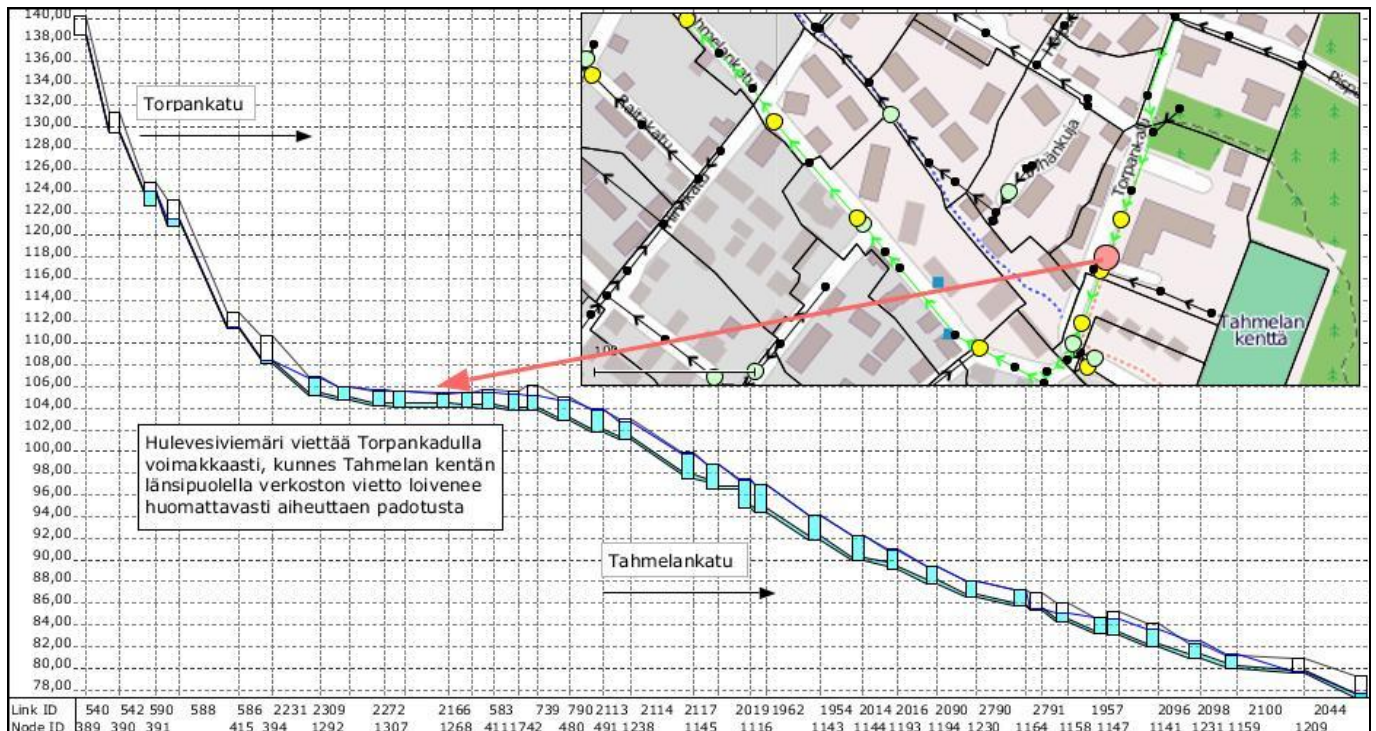 140,00
138,00
136,00
134,00
132,00
130,00
128,00
126,00
124,00
122,00
120,00
118,00
116,00
114,00
112,00
110,00
108,00
106,00
104,00
102,00
100,00
98,00
96,00
94,00
92,00
90,00
88,00
86,00
84,00
82,00
80,00
78,00
Torpankatu
Raitakatu
Torpankatu
Tahmelan
kenttä
Hulevesiviemäri viettää Torpankadulla
voimakkaasti, kunnes Tahmelan kentän
länsipuolella verkoston vietto loivenee
huomattavasti aiheuttaen padotusta
Tahmelankatu
Link ID 540 542 590 588 586 2231 2309 2272 2166 583 739 790 2113 2114 2117 2019 1962 1954 2014 2016 2090 2790 2791 1957 2096 2098 2100 2044
Node ID 389 390 391 415 394 1292 1307 1268 411 1742 480 491 1238 1145 1116 1143 1144 1193 1194 1230 1164 1158 1147 1141 1231 1159 1209